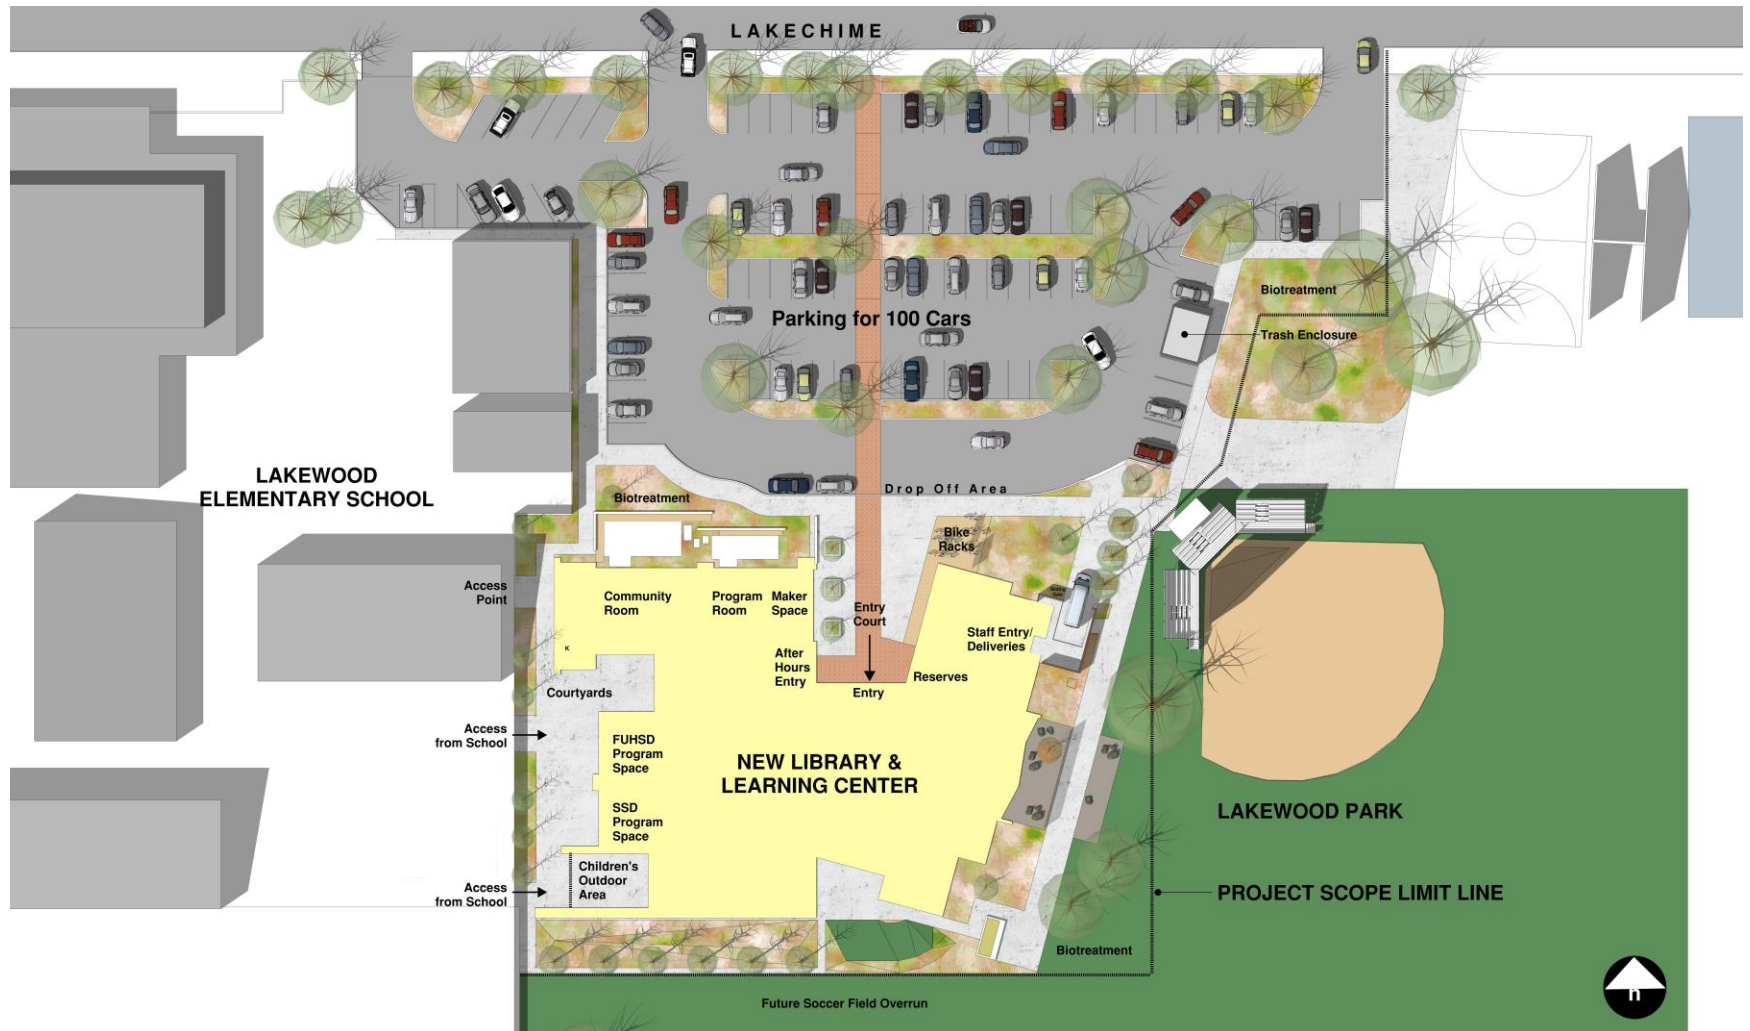 LAKECHIME
Biotreatment
Parking for 100 Cars
Trash Enclosure
LAKEWOOD
ELEMENTARY SCHOOL
Drop Off Area
Biotreatment
Bike
Racks
Access
Point
Community
Room
Program
Room
Maker
Space
Entry
Court
Staff Entry/
Deliveries
K
After
Hours
Entry
Reserves
Courtyards
Entry
Access
from School
FUHSD
Program
Space
NEW LIBRARY &
LEARNING CENTER
SSD
Program
Space
LAKEWOOD PARK
Children's
Outdoor
Area
Access
from School
PROJECT SCOPE LIMIT LINE
Biotreatment
Future Soccer Field Overrun
n